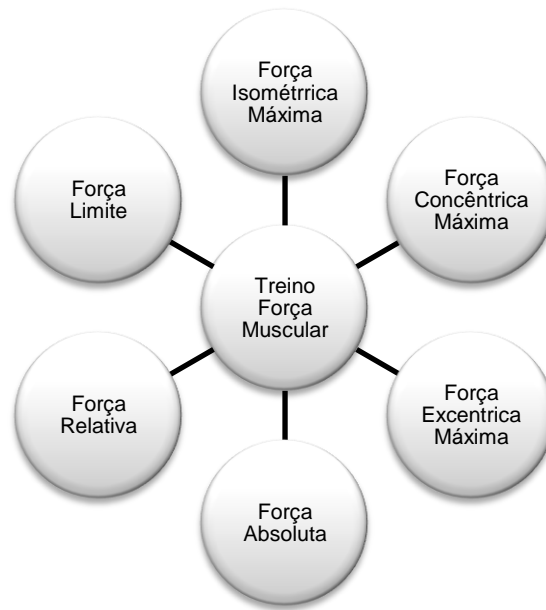 Força
Isométrrica
Máxima
Força
Limite
Força
Concêntrica
Máxima
Treino
Força
Muscular
Força
Relativa
Força
Excentrica
Máxima
Força
Absoluta